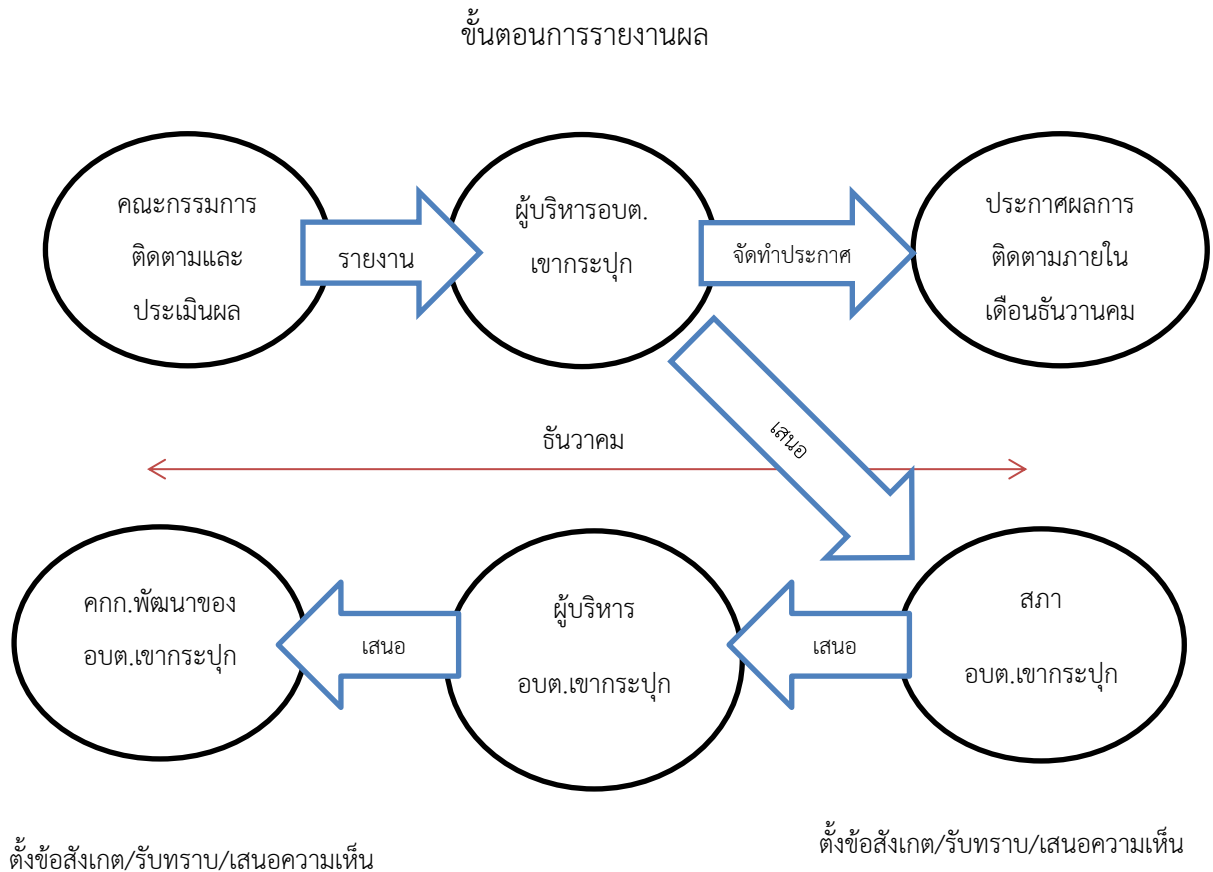 ขั้นตอนการรายงานผล
คณะกรรมการ
ติดตามและ
ประเมินผล
รายงาน
ผู้บริหารอบต.
เขากระปุก
จัดทำประกาศ
ประกาศผลการ
ติดตามภายใน
เดือนธันวานคม
เสนอ
ธันวาคม
คกก.พัฒนาของ
อบต.เขากระปุก
เสนอ
ผู้บริหาร
อบต.เขากระปุก
เสนอ
สภา
อบต.เขากระปุก
ตั้งข้อสังเกต/รับทราบ/เสนอความเห็น
ตั้งข้อสังเกต/รับทราบ/เสนอความเห็น